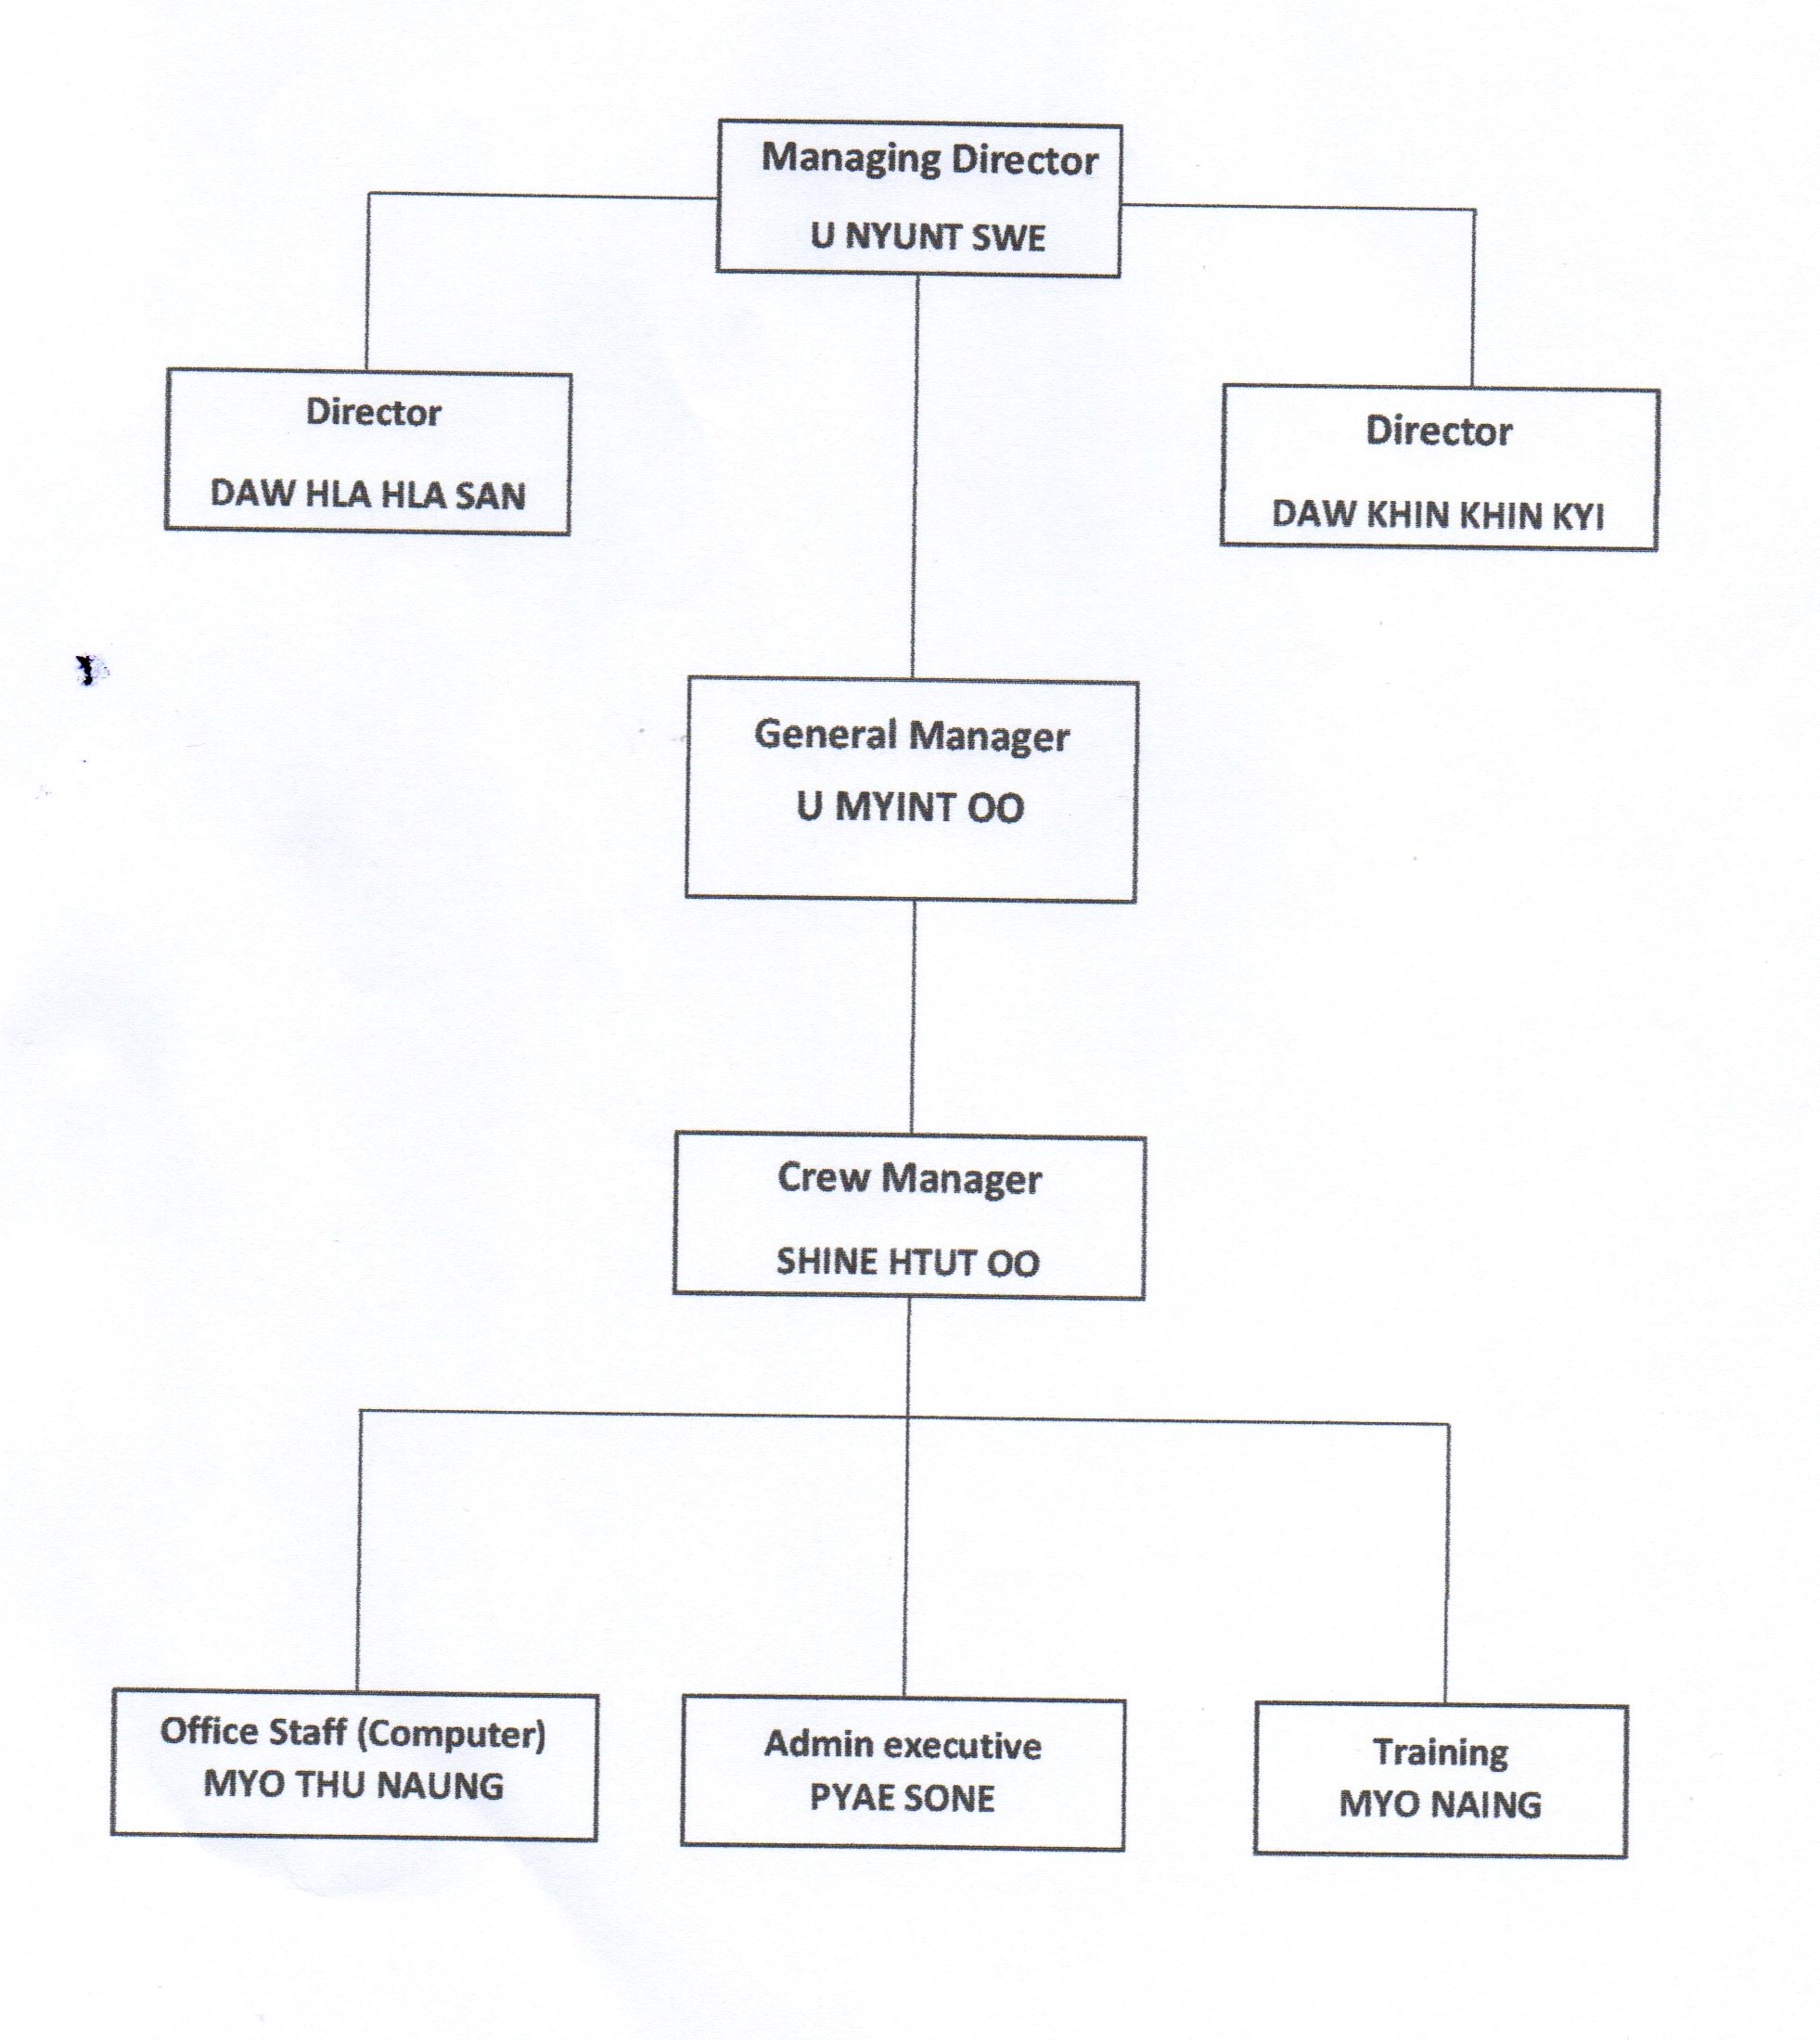 Managing Director
U NYUNT SWE
Director
DAW HLA HLA SAN
Director
DAW KHIN KHIN KYI
General Manager
U MYINT OO
Crew Manager
SHINE HTUT OO
Office Staff (Computer)
MYO THU NAUNG
Admin executive
PYAE SONE
Training
MYO NAING